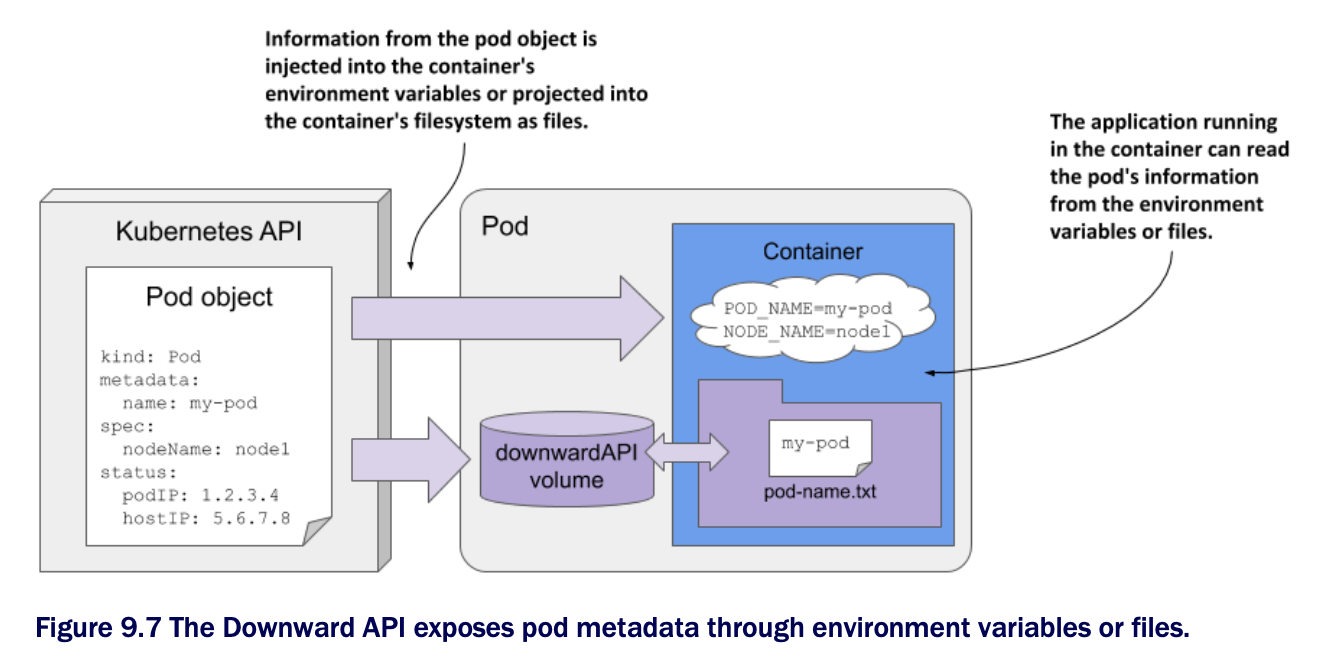 Information from the pod object is
injected into the container's
environment variables or projected into
the container's filesystem as files.
The application running
in the container can read
the pod's information
from the environment
variables or files.
Kubernetes API
Pod object
kind: Pod
metadata:
  name: my-pod
spec:
  nodeName: node1
status:
  podIP: 1.2.3.4
  hostIP: 5.6.7.8
Pod
Container
POD_NAME=my-pod
NODE_NAME=node1
downwardAPI
volume
my-pod
pod-name.txt
Figure 9.7 The Downward API exposes pod metadata through environment variables or files.